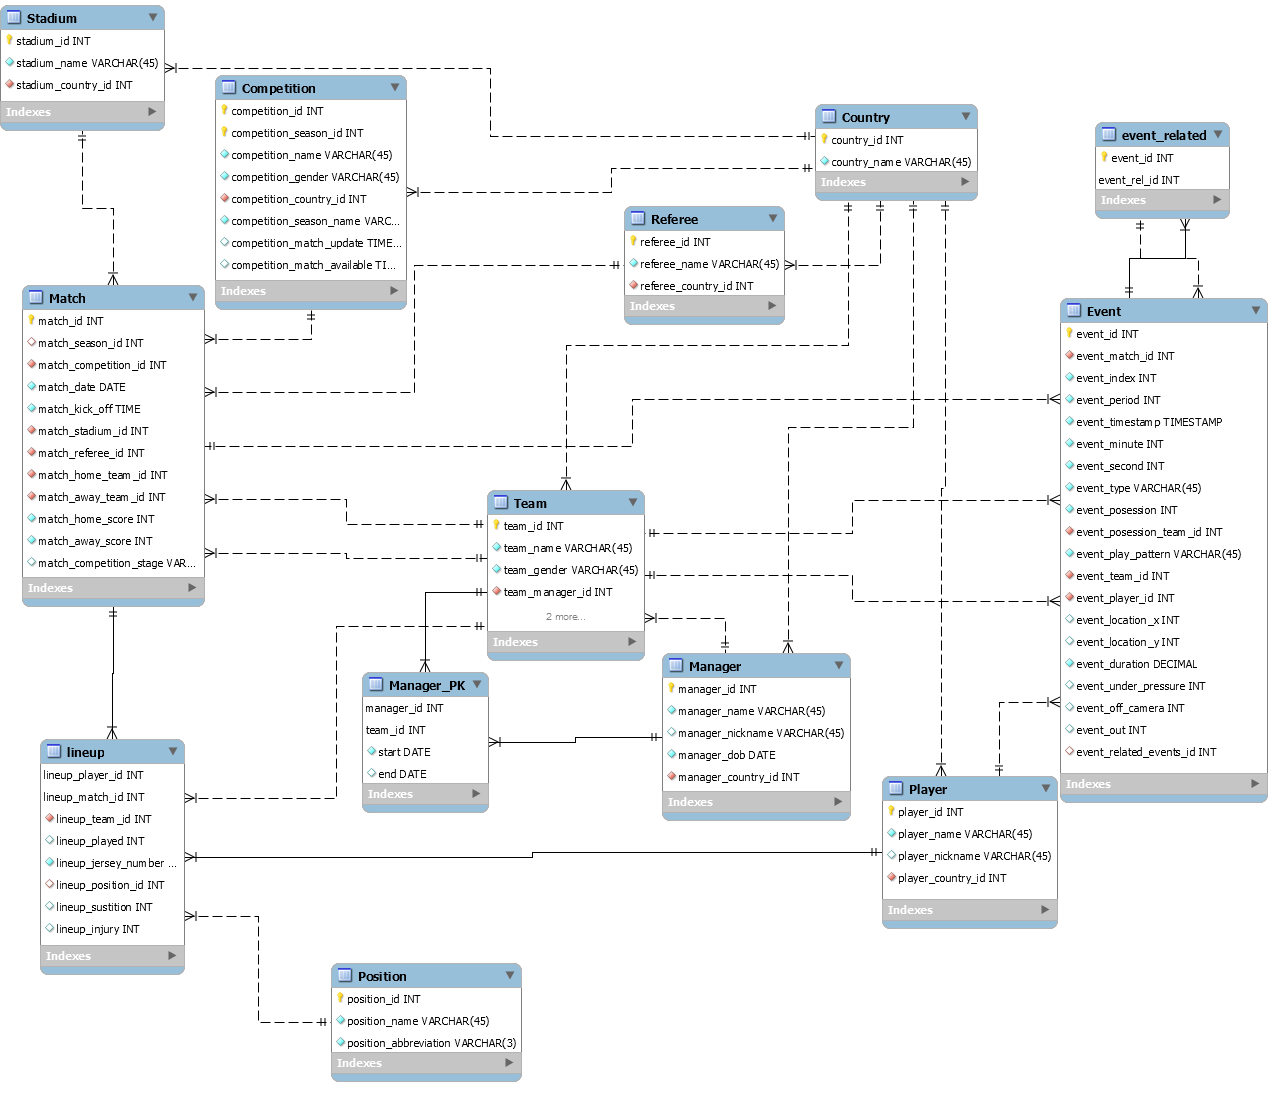 Stadium
stadium_id INT
stadium_name VARCHAR(45)
stadium_country_id INT
Indexes
Competition
competition_id INT
competition_season_id INT
competition_name VARCHAR(45)
competition_gender VARCHAR(45)
competition_country_id INT
competition_season_name VARC...
competition_match_update TIME...
competition_match_available TI...
Indexes
Country
country_id INT
country_name VARCHAR(45)
Indexes
event_related
event_id INT
event_rel_id INT
Indexes
Referee
referee_id INT
referee_name VARCHAR(45)
referee_country_id INT
Indexes
Match
match_id INT
match_season_id INT
match_competition_id INT
match_date DATE
match_kick_off TIME
match_stadium_id INT
match_referee_id INT
match_home_team_id INT
match_away_team_id INT
match_home_score INT
match_away_score INT
match_competition_stage VAR...
Indexes
Event
event_id INT
event_match_id INT
event_index INT
event_period INT
event_timestamp TIMESTAMP
event_minute INT
event_second INT
event_type VARCHAR(45)
event_posession INT
event_posession_team_id INT
event_play_pattern VARCHAR(45)
event_team_id INT
event_player_id INT
event_location_x INT
event_location_y INT
event_duration DECIMAL
event_under_pressure INT
event_off_camera INT
event_out INT
event_related_events_id INT
Indexes
Team
team_id INT
team_name VARCHAR(45)
team_gender VARCHAR(45)
team_manager_id INT
2 more...
Indexes
Manager_PK
manager_id INT
team_id INT
start DATE
end DATE
Indexes
Manager
manager_id INT
manager_name VARCHAR(45)
manager_nickname VARCHAR(45)
manager_dob DATE
manager_country_id INT
Indexes
lineup
lineup_player_id INT
lineup_match_id INT
lineup_team_id INT
lineup_played INT
lineup_jersey_number ...
lineup_position_id INT
lineup_sustition INT
lineup_injury INT
Indexes
Player
player_id INT
player_name VARCHAR(45)
player_nickname VARCHAR(45)
player_country_id INT
Indexes
Position
position_id INT
position_name VARCHAR(45)
position_abbreviation VARCHAR(3)
Indexes